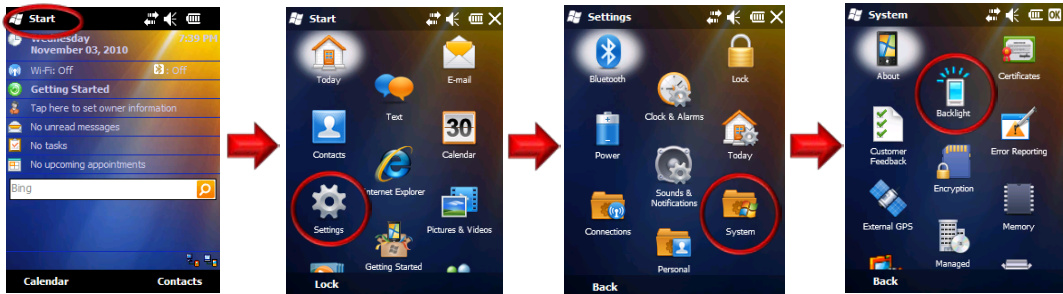 Start
Wednesday
November 03, 2010
Wi-Fi: Off
: Off
Getting Started
Tap here to set owner information
No unread messages
No tasks
No upcoming appointments
Bing
Calendar
Contacts
Start
Today
E-mail
Text
Contacts
30
Calendar
Internet Explorer
Settings
Pictures & Videos
Getting Started
Lock
Settings
Bluetooth
Lock
Clock & Alarms
Power
Today
Sounds &
Notifications
Connections
System
Personal
Back
System
OK
About
Certificates
Backlight
Customer
Feedback
Error Reporting
Encryption
External GPS
Memory
Managed
Back